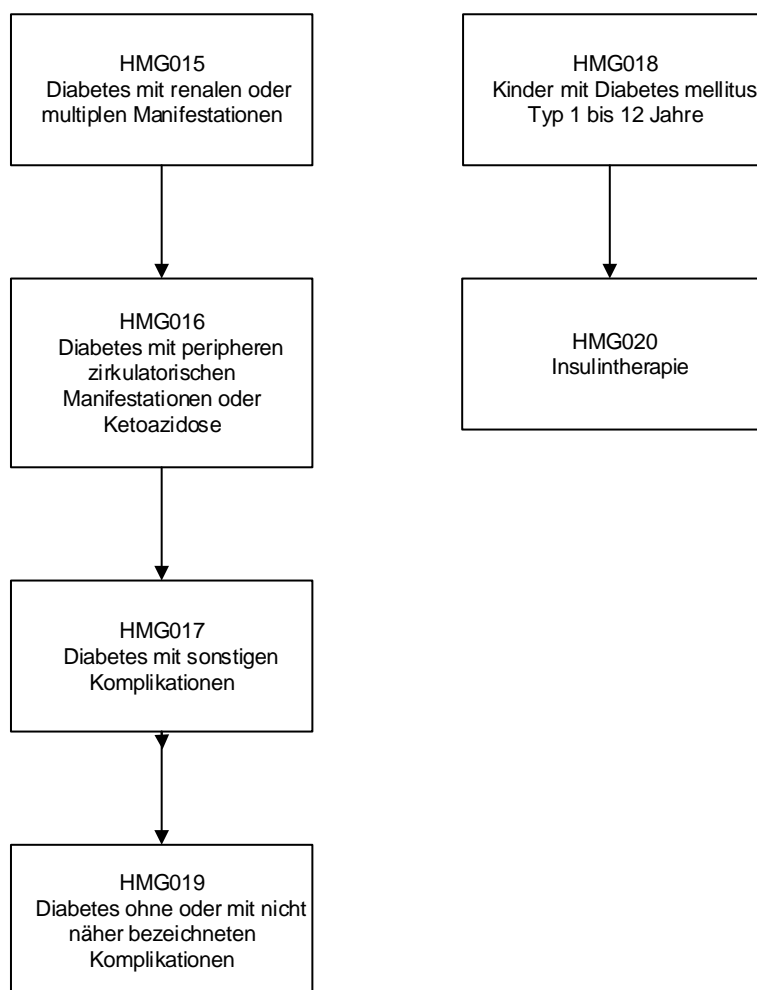 HMG015
Diabetes mit renalen oder
multiplen Manifestationen
HMG016
Diabetes mit peripheren
zirkulatorischen
Manifestationen oder
Ketoazidose
HMG017
Diabetes mit sonstigen
Komplikationen
HMG019
Diabetes ohne oder mit nicht
näher bezeichneten
Komplikationen
HMG018
Kinder mit Diabetes mellitus
Typ 1 bis 12 Jahre
HMG020
Insulintherapie